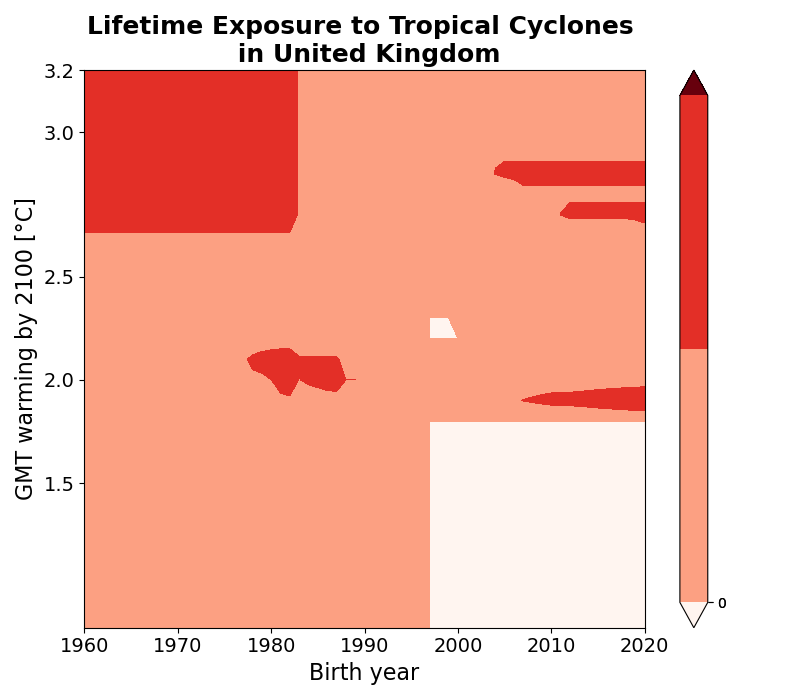 Lifetime Exposure to Tropical Cyclones
in United Kingdom
3.2
3.0
2.5
2.0
1.5
GMT warming by 2100 [°C]
1960 1970 1980 1990 2000 2010 2020
Birth year
0